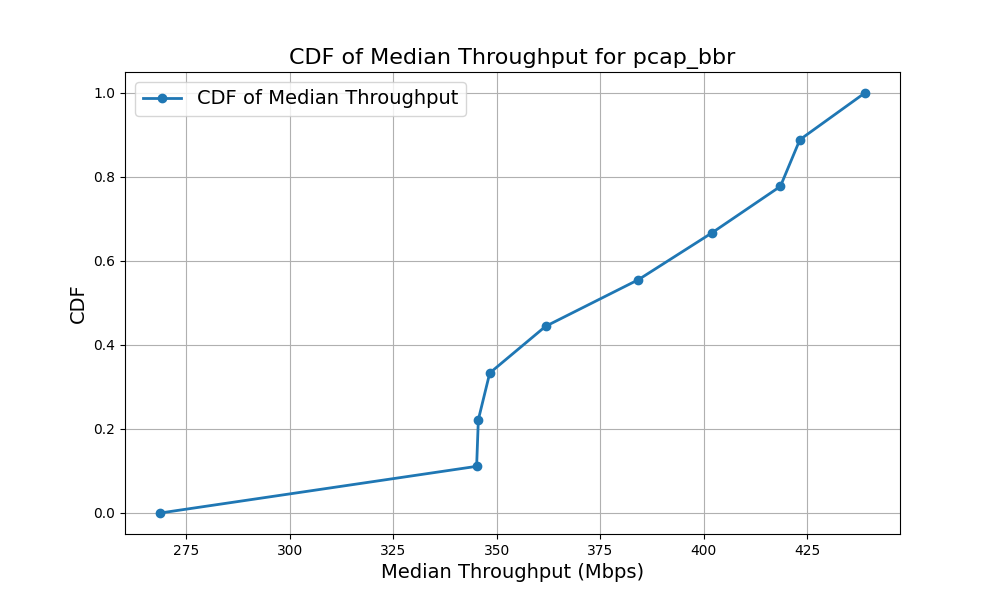 CDF of Median Throughput for pcap_bbr
CDF of Median Throughput
1.0
0.8
0.6
0.4
0.2
0.0
CDF
275 300 325 350 375 400 425
Median Throughput (Mbps)